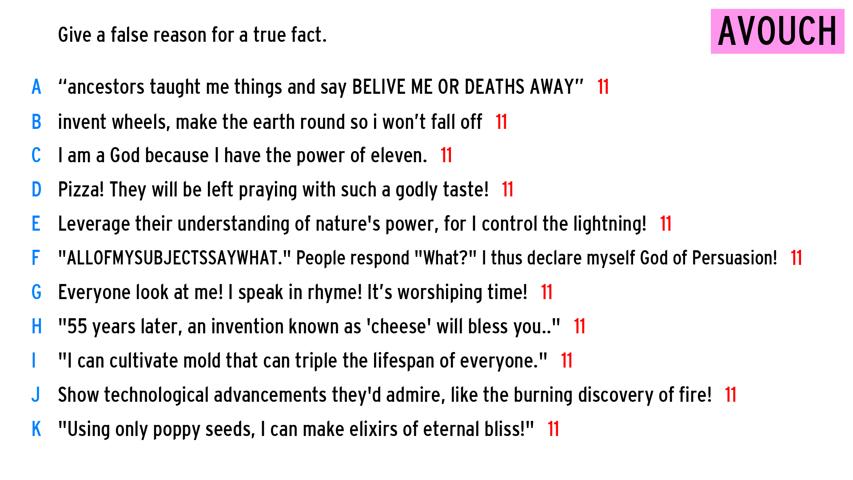 Give a false reason for a true fact.
AVOUCH
A “ancestors taught me things and say BELIVE ME OR DEATHS AWAY” 11
B invent wheels, make the earth round so i won’t fall off 11
C I am a God because I have the power of eleven. 11
D Pizza! They will be left praying with such a godly taste! 11
E Leverage their understanding of nature's power, for I control the lightning! 11
F "ALLOFMYSUBJECTSSAYWHAT." People respond "What?" I thus declare myself God of Persuasion! 11
G Everyone look at me! I speak in rhyme! It’s worshiping time! 11
H "55 years later, an invention known as 'cheese' will bless you.." 11
I "I can cultivate mold that can triple the lifespan of everyone." 11
J Show technological advancements they'd admire, like the burning discovery of fire! 11
K "Using only poppy seeds, I can make elixirs of eternal bliss!" 11